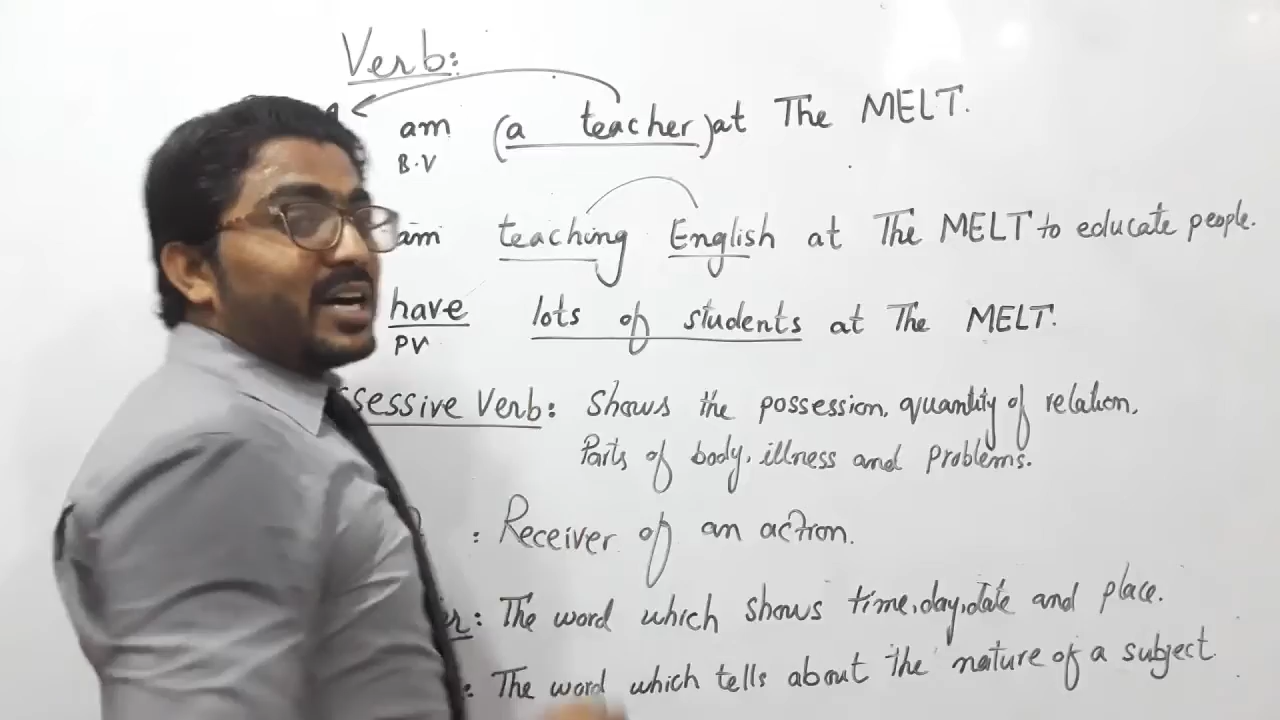 Verb:
am (a teacher) at The MELT.
B.V
am teaching English at The MELT to educate people.
have lots of students at The MELT.
PV
ssessive Verb: Shows the possession, quantity of relation,
Parts of body, illness and problems.
: Receiver of an action.
er: The word which shows time, day, date and place.
: The word which tells about the nature of a subject.